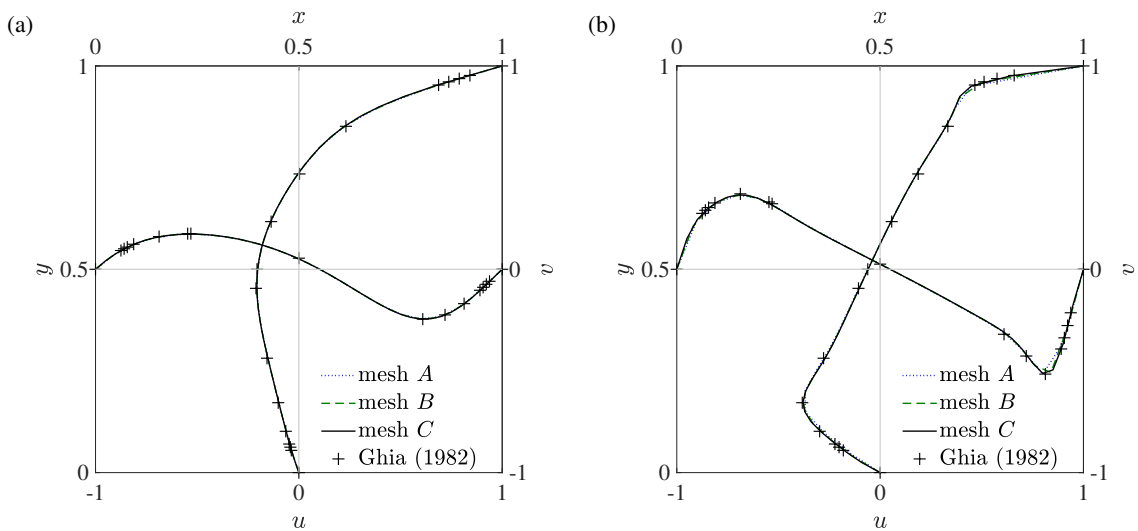 (a)
x
0 0.5 1
1 1
y 0.5 0 v
mesh A
mesh B
mesh C
Ghia (1982)
0 -1
-1 0 1
u
(b)
x
0 0.5 1
1 1
y 0.5 0 v
mesh A
mesh B
mesh C
Ghia (1982)
0 -1
-1 0 1
u